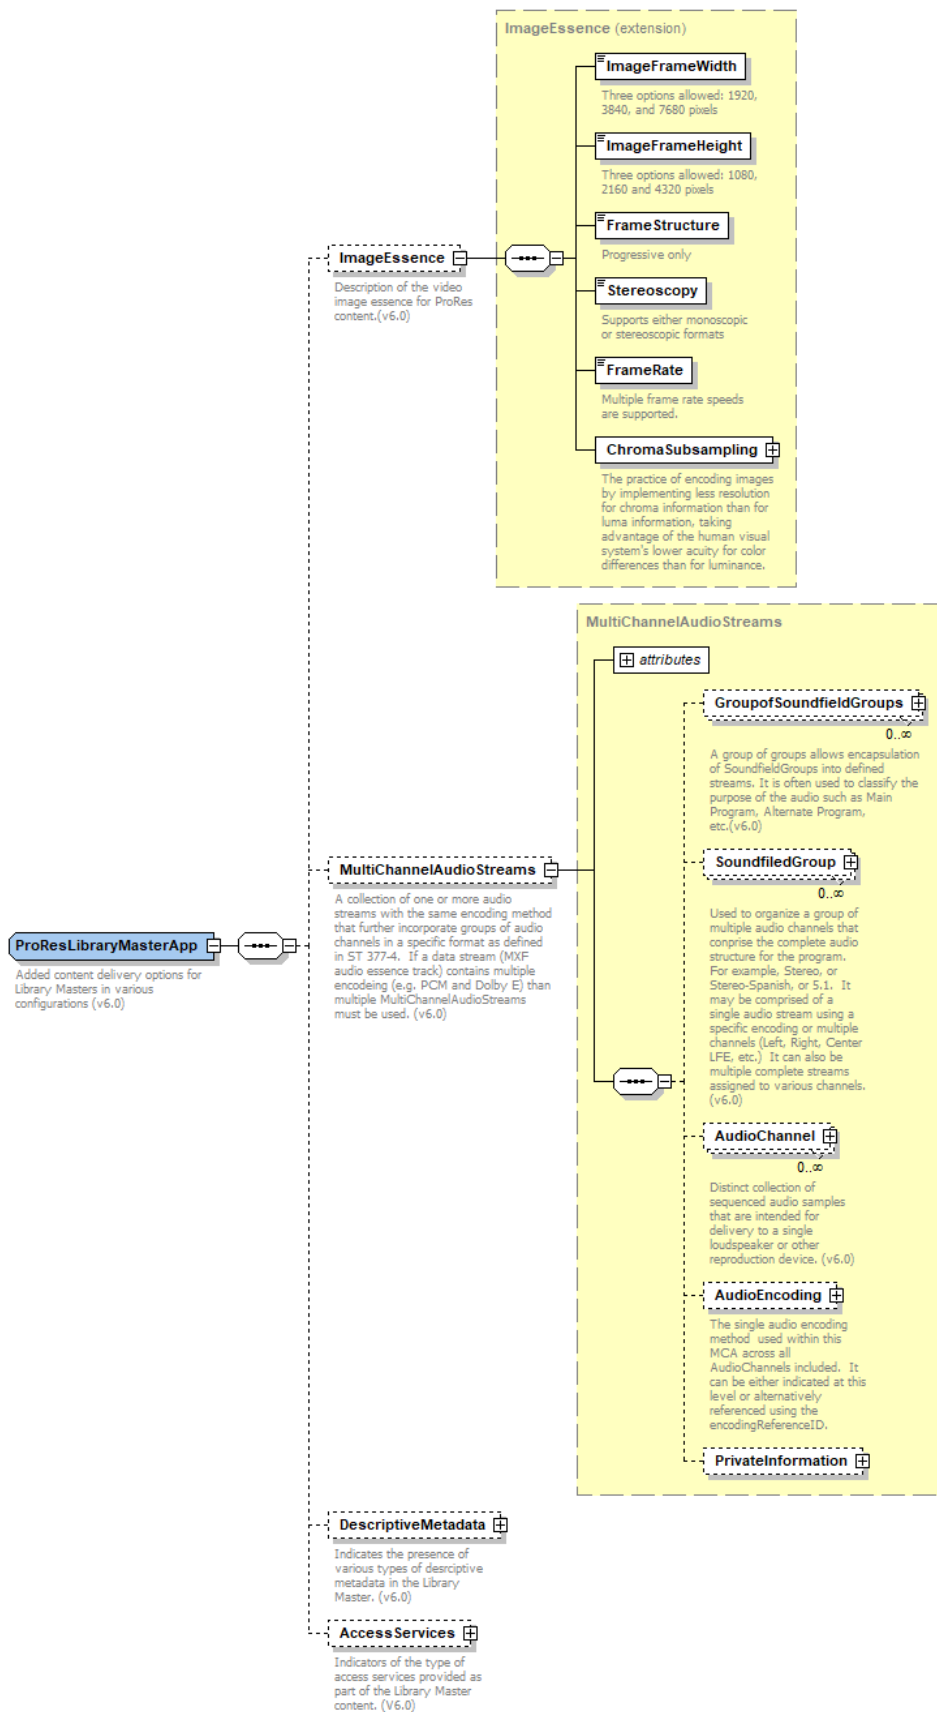 ImageEssence (extension)
ImageFrameWidth
Three options allowed: 1920,
3840, and 7680 pixels
ImageFrameHeight
Three options allowed: 1080,
2160 and 4320 pixels
FrameStructure
Progressive only
ImageEssence
Description of the video
image essence for ProRes
content.(v6.0)
Stereoscopy
Supports either monoscopic
or stereoscopic formats
FrameRate
Multiple frame rate speeds
are supported.
ChromaSubsampling
The practice of encoding images
by implementing less resolution
for chroma information than for
luma information, taking
advantage of the human visual
system's lower acuity for color
differences than for luminance.
MultiChannelAudioStreams
attributes
GroupofSoundfieldGroups
0..∞
A group of groups allows encapsulation
of SoundfieldGroups into defined
streams. It is often used to classify the
purpose of the audio such as Main
Program, Alternate Program,
etc.(v6.0)
MultiChannelAudioStreams
A collection of one or more audio
streams with the same encoding method
that further incorporate groups of audio
channels in a specific format as defined
in ST 377-4.  If a data stream (MXF
audio essence track) contains multiple
encodeing (e.g. PCM and Dolby E) than
multiple MultiChannelAudioStreams
must be used. (v6.0)
SoundfiledGroup
0..∞
Used to organize a group of
multiple audio channels that
conprise the complete audio
structure for the program.
For example, Stereo, or
Stereo-Spanish, or 5.1.  It
may be comprised of a
single audio stream using a
specific encoding or multiple
channels (Left, Right, Center
LFE, etc.)  It can also be
multiple complete streams
assigned to various channels.
(v6.0)
ProResLibraryMasterApp
Added content delivery options for
Library Masters in various
configurations (v6.0)
AudioChannel
0..∞
Distinct collection of
sequenced audio samples
that are intended for
delivery to a single
loudspeaker or other
reproduction device. (v6.0)
AudioEncoding
The single audio encoding
method  used within this
MCA across all
AudioChannels included.  It
can be either indicated at this
level or alternatively
referenced using the
encodingReferenceID.
PrivateInformation
DescriptiveMetadata
Indicates the presence of
various types of desrciptive
metadata in the Library
Master. (v6.0)
AccessServices
Indicators of the type of
access services provided as
part of the Library Master
content. (V6.0)